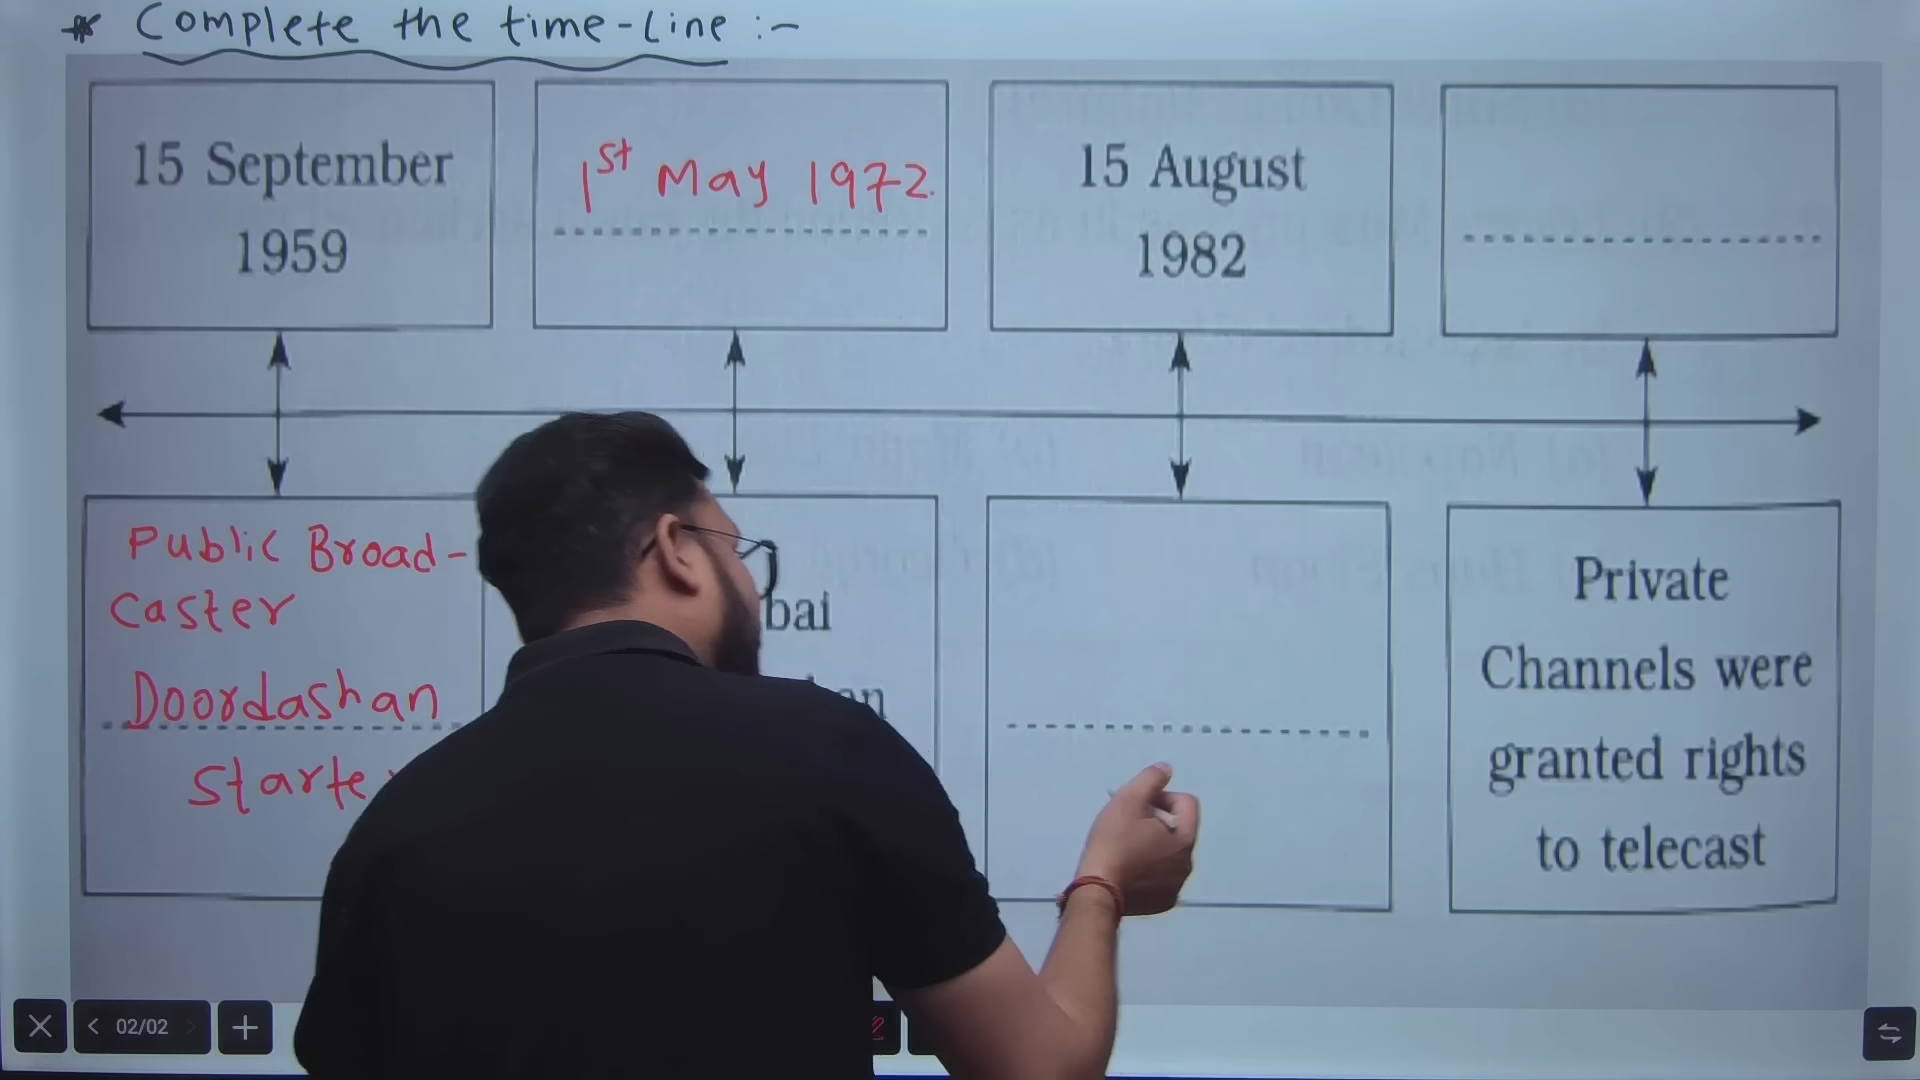 * Complete the time-line :-
15 September
1959
1st May 1972.
15 August
1982
Public Broad-
caster
Doordashan
bai
Private
Channels were
granted rights
to telecast
02/02